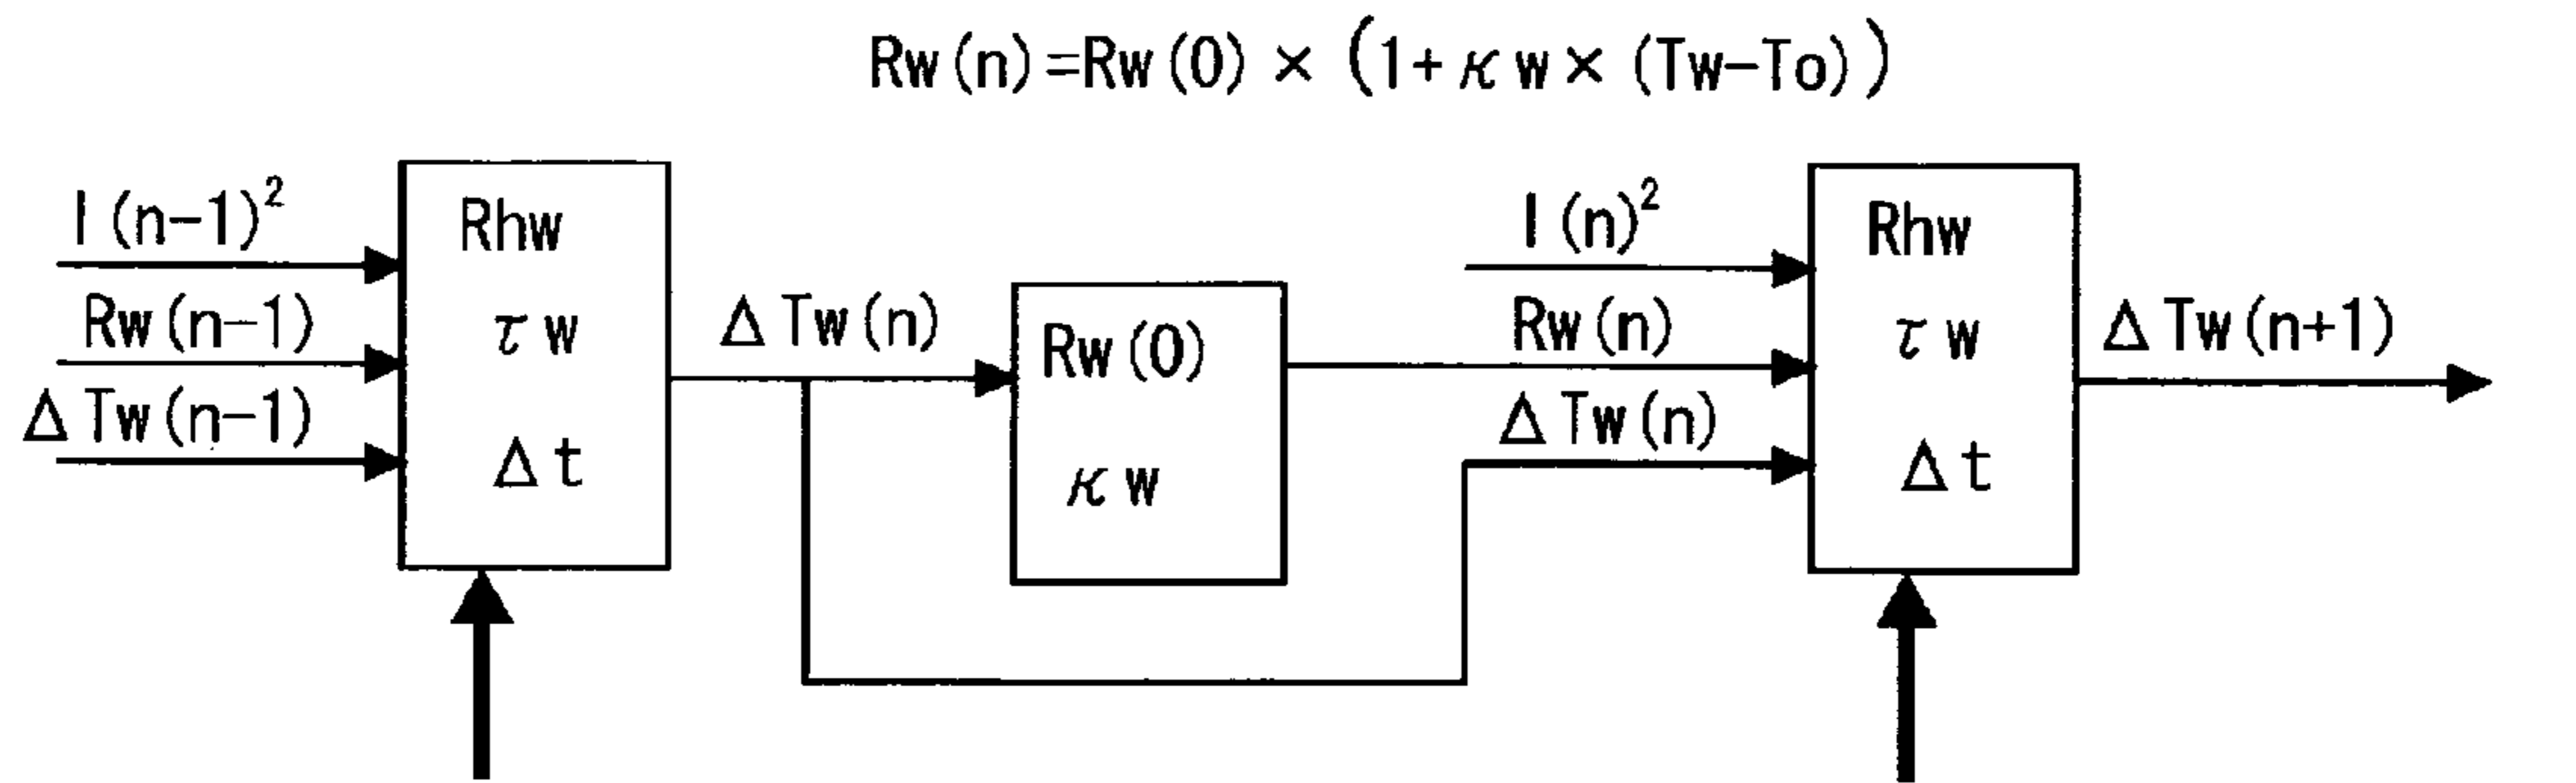 Rw(n)=Rw(0)×(1+κw×(Tw-To))
I(n-1)²
Rw(n-1)
ΔTw(n-1)
Rhw
τw
Δt
ΔTw(n)
Rw(0)
κw
I(n)²
Rw(n)
ΔTw(n)
Rhw
τw
Δt
ΔTw(n+1)